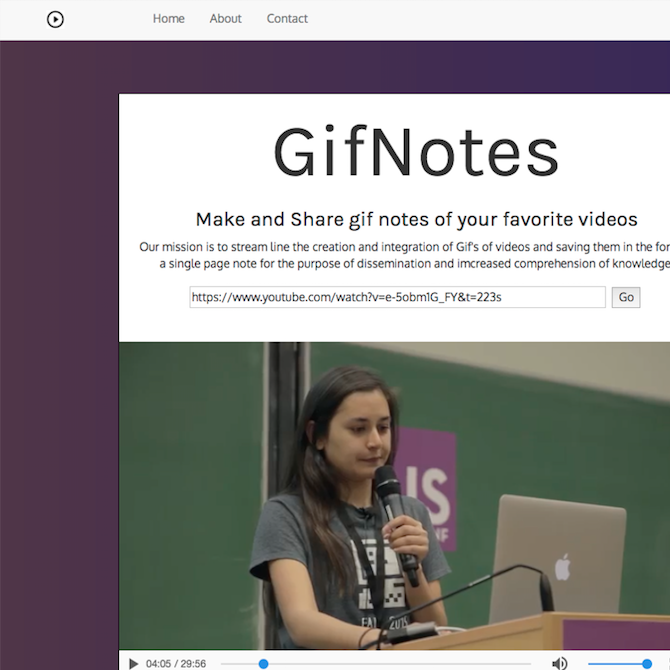 Home About Contact
GifNotes
Make and Share gif notes of your favorite videos
Our mission is to stream line the creation and integration of Gif's of videos and saving them in the for
a single page note for the purpose of dissemination and imcreased comprehension of knowledge
https://www.youtube.com/watch?v=e-5obm1G_FY&t=223s Go
JS
NF
04:05 / 29:56